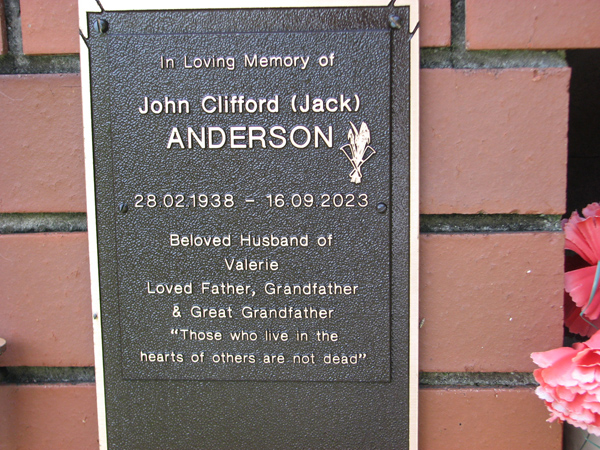 In Loving Memory of
John Clifford (Jack)
ANDERSON
28.02.1938 - 16.09.2023
Beloved Husband of
Valerie
Loved Father, Grandfather
& Great Grandfather
"Those who live in the
hearts of others are not dead"